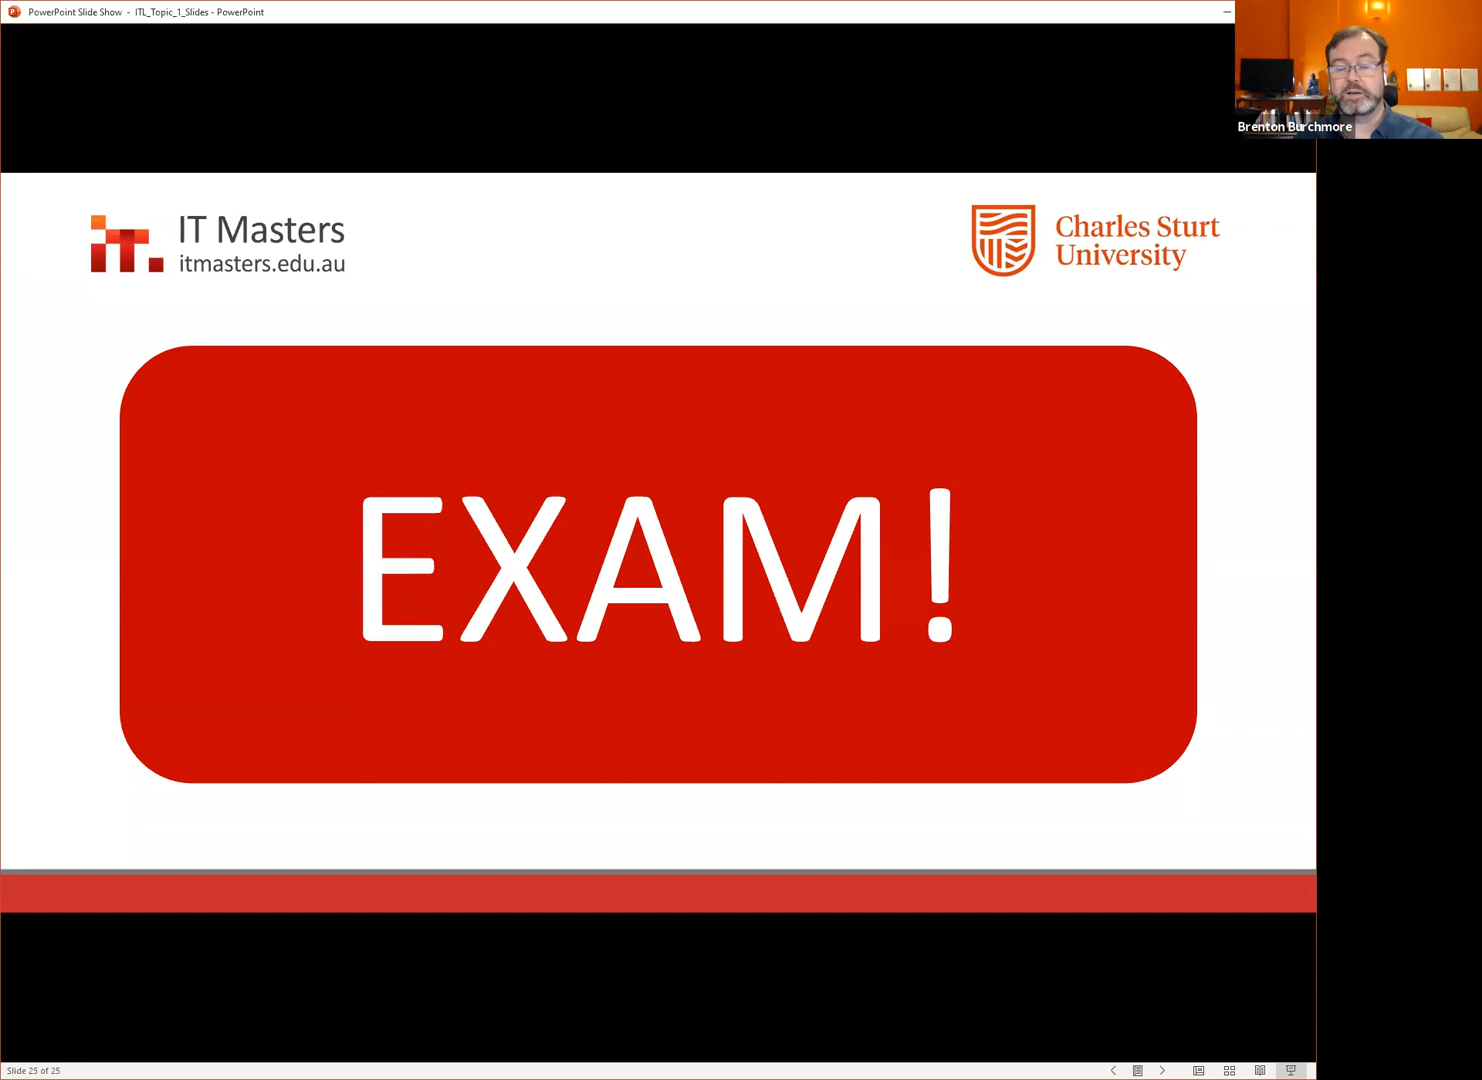 PowerPoint Slide Show - ITL_Topic_1_Slides - PowerPoint
Brenton Burchmore
IT Masters
itmasters.edu.au
Charles Sturt
University
EXAM!
Slide 25 of 25